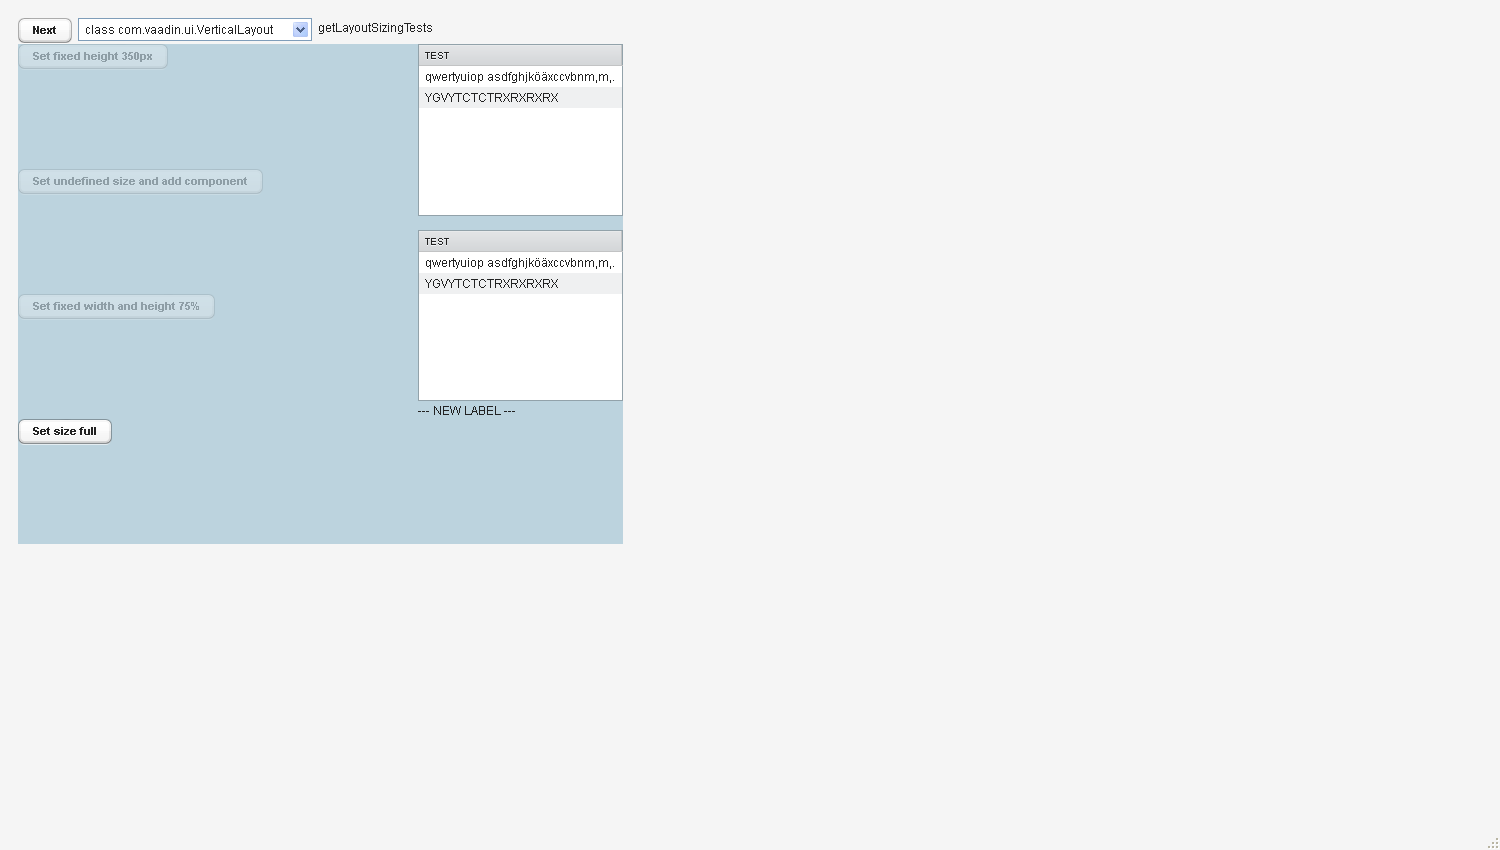 Next
class com.vaadin.ui.VerticalLayout
getLayoutSizingTests
Set fixed height 350px
Set undefined size and add component
Set fixed width and height 75%
Set size full
TEST
qwertyuiop asdfghjköäxccvbnm,m,.
YGVYTCTCTRXRXRXRX
TEST
qwertyuiop asdfghjköäxccvbnm,m,.
YGVYTCTCTRXRXRXRX
--- NEW LABEL ---